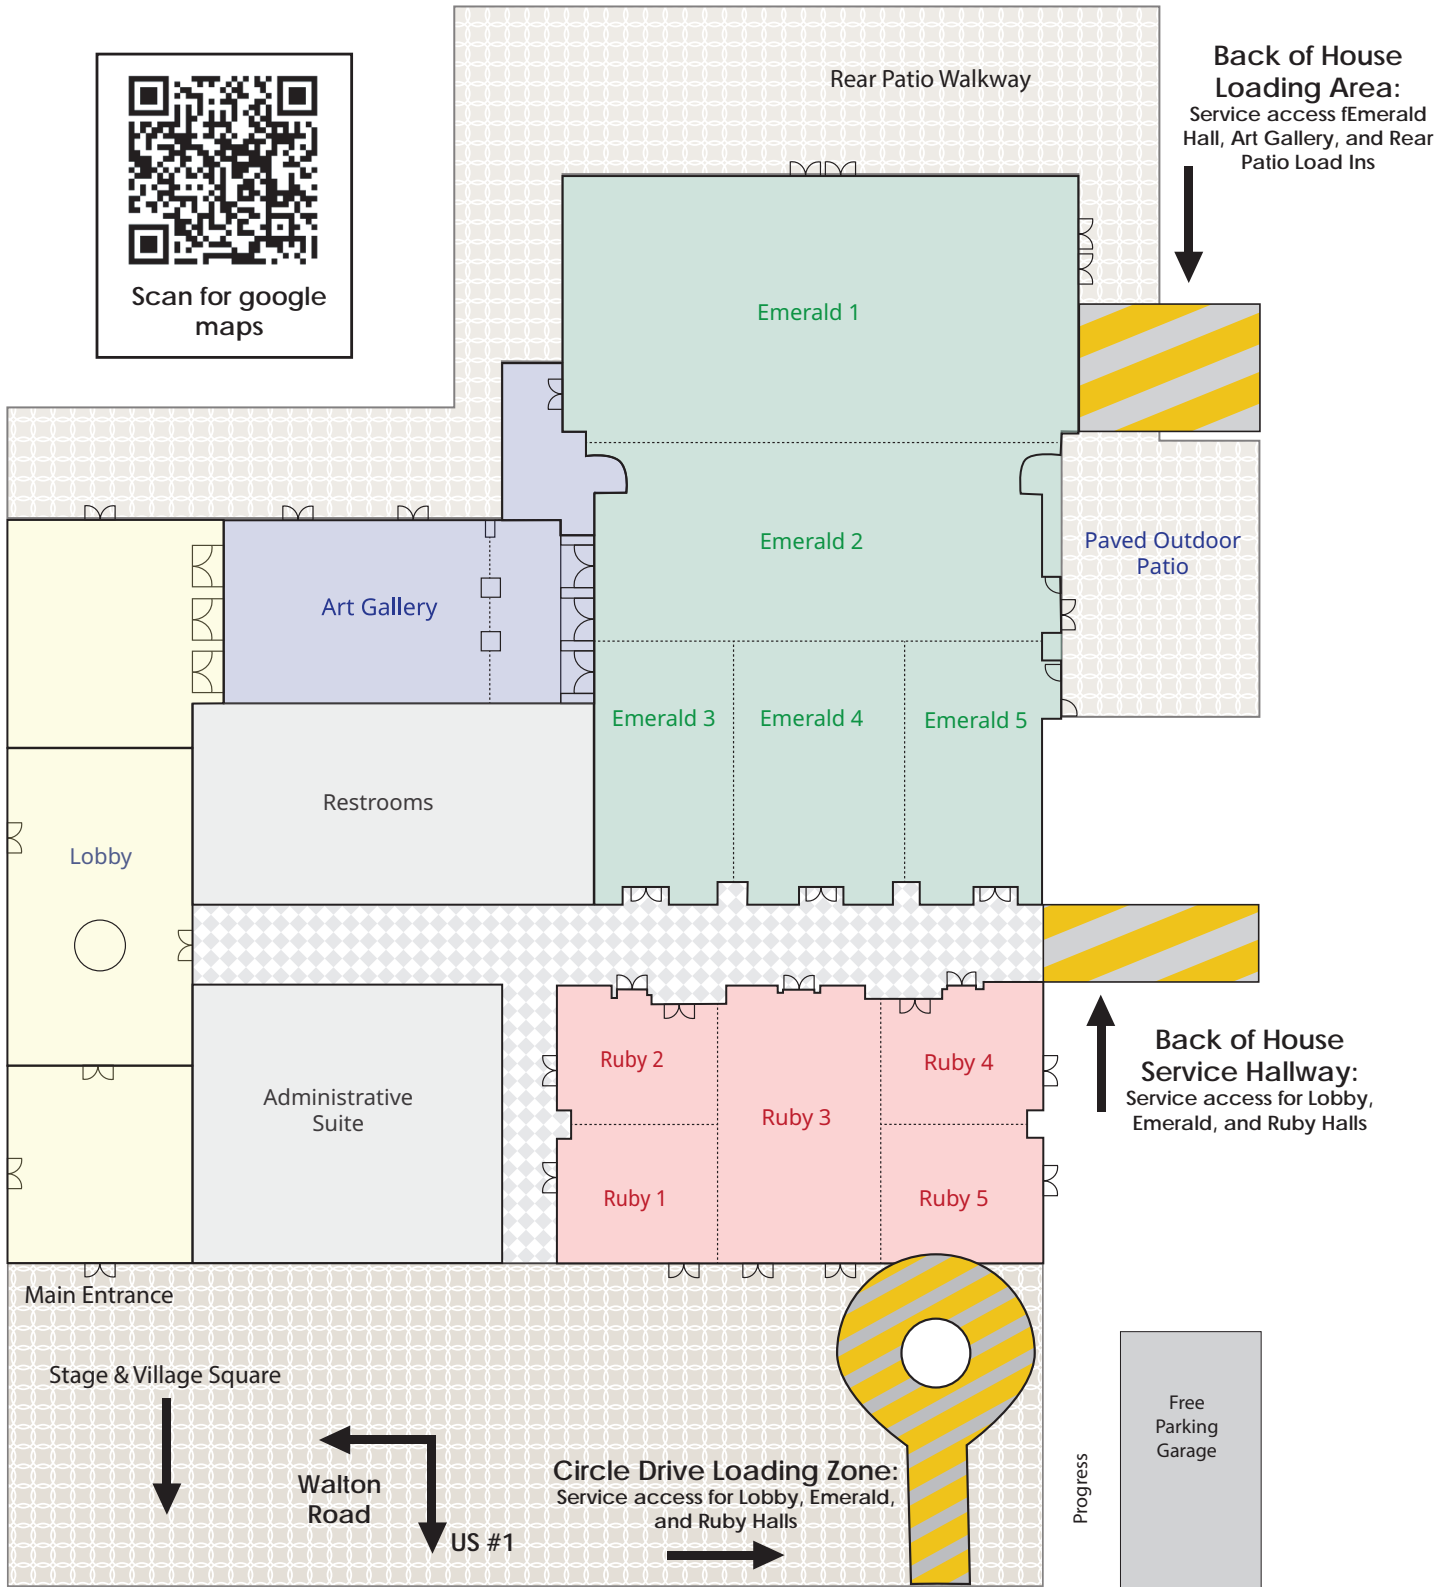 Rear Patio Walkway
Back of House
Loading Area:
Service access fEmerald
Hall, Art Gallery, and Rear
Patio Load Ins
Scan for google
maps
Emerald 1
Emerald 2
Paved Outdoor
Patio
Art Gallery
Emerald 3
Emerald 4
Emerald 5
Restrooms
Lobby
Back of House
Service Hallway:
Service access for Lobby,
Emerald, and Ruby Halls
Ruby 2
Ruby 4
Administrative
Suite
Ruby 3
Ruby 1
Ruby 5
Main Entrance
Stage & Village Square
Walton
Road
US #1
Circle Drive Loading Zone:
Service access for Lobby, Emerald,
and Ruby Halls
Progress
Free
Parking
Garage